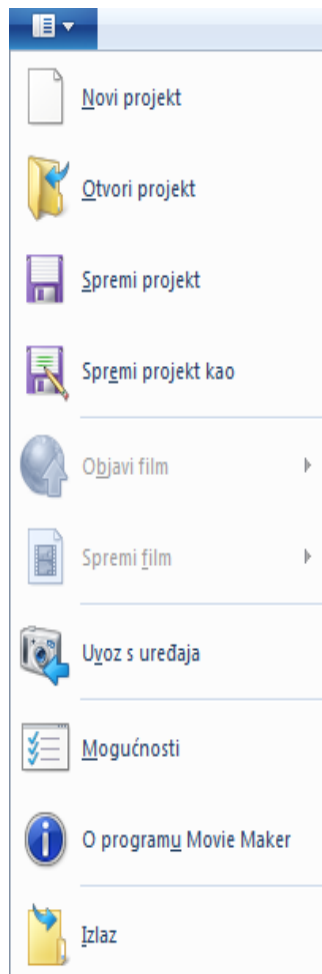 Novi projekt
Otvori projekt
Spremi projekt
Spremi projekt kao
Objavi film
Spremi film
Uvoz s uređaja
Mogućnosti
O programu Movie Maker
Izlaz